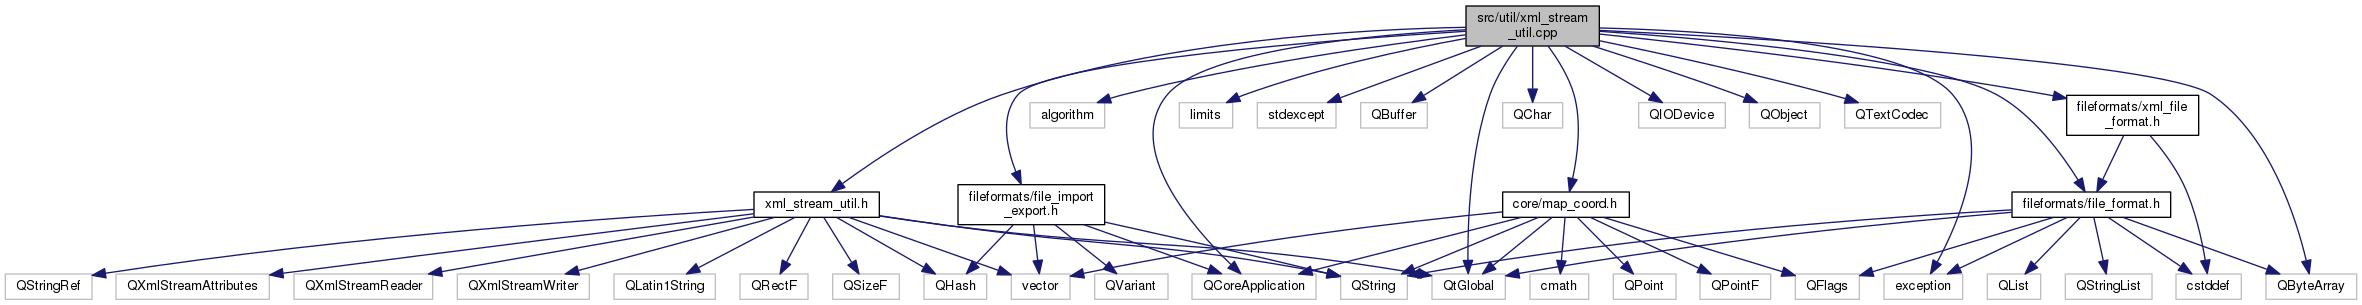 src/util/xml_stream
_util.cpp
algorithm
limits
stdexcept
QBuffer
QChar
QIODevice
QObject
QTextCodec
fileformats/xml_file
_format.h
xml_stream_util.h
fileformats/file_import
_export.h
core/map_coord.h
fileformats/file_format.h
QStringRef
QXmlStreamAttributes
QXmlStreamReader
QXmlStreamWriter
QLatin1String
QRectF
QSizeF
QHash
vector
QVariant
QCoreApplication
QString
QtGlobal
cmath
QPoint
QPointF
QFlags
exception
QList
QStringList
cstddef
QByteArray